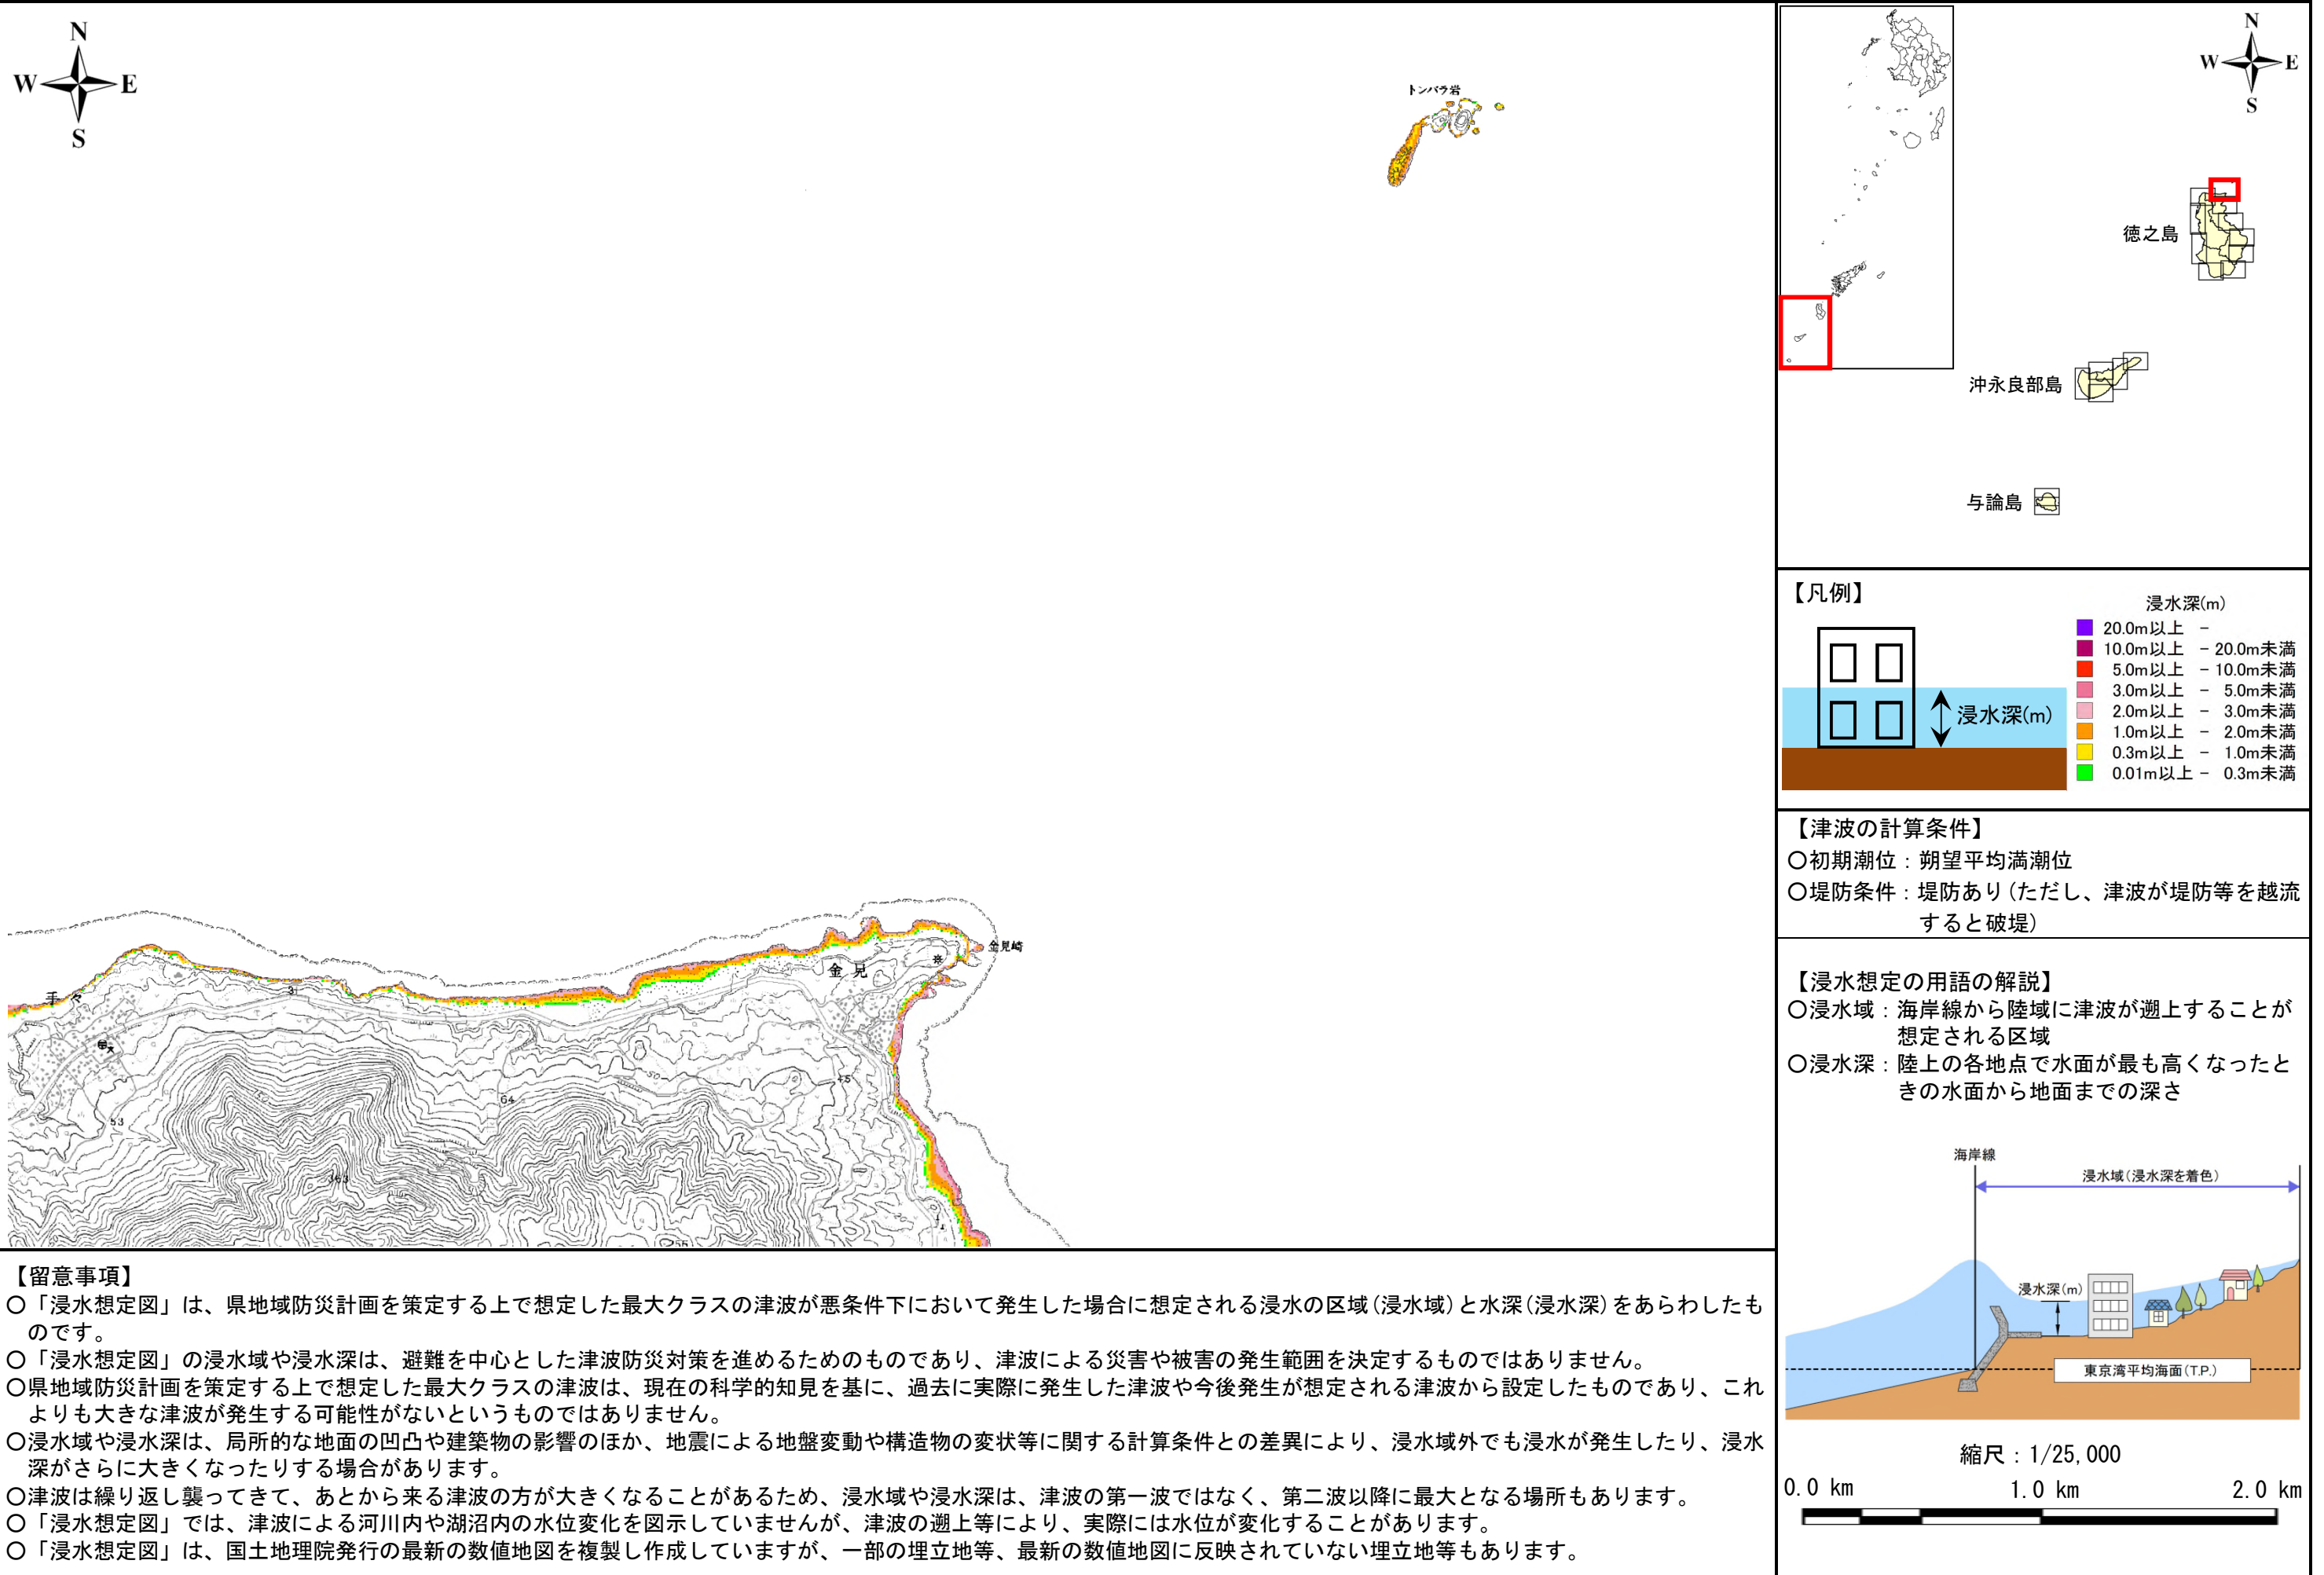 N
W E
S
トンバラ岩
金見崎
金見
手々
31
53
64
50
45
363
N
W E
S
徳之島
沖永良部島
与論島
【凡例】
浸水深(m)
浸水深(m)
20.0m以上 -
10.0m以上 - 20.0m未満
5.0m以上 - 10.0m未満
3.0m以上 - 5.0m未満
2.0m以上 - 3.0m未満
1.0m以上 - 2.0m未満
0.3m以上 - 1.0m未満
0.01m以上 - 0.3m未満
【津波の計算条件】
〇初期潮位:朔望平均満潮位
〇堤防条件:堤防あり(ただし、津波が堤防等を越流
すると破堤)
【浸水想定の用語の解説】
〇浸水域:海岸線から陸域に津波が遡上することが
想定される区域
〇浸水深:陸上の各地点で水面が最も高くなったと
きの水面から地面までの深さ
海岸線
浸水域(浸水深を着色)
浸水深(m)
東京湾平均海面(T.P.)
縮尺:1/25,000
0.0 km 1.0 km 2.0 km
【留意事項】
〇「浸水想定図」は、県地域防災計画を策定する上で想定した最大クラスの津波が悪条件下において発生した場合に想定される浸水の区域(浸水域)と水深(浸水深)をあらわしたも
のです。
〇「浸水想定図」の浸水域や浸水深は、避難を中心とした津波防災対策を進めるためのものであり、津波による災害や被害の発生範囲を決定するものではありません。
〇県地域防災計画を策定する上で想定した最大クラスの津波は、現在の科学的知見を基に、過去に実際に発生した津波や今後発生が想定される津波から設定したものであり、これ
よりも大きな津波が発生する可能性がないというものではありません。
〇浸水域や浸水深は、局所的な地面の凹凸や建築物の影響のほか、地震による地盤変動や構造物の変状等に関する計算条件との差異により、浸水域外でも浸水が発生したり、浸水
深がさらに大きくなったりする場合があります。
〇津波は繰り返し襲ってきて、あとから来る津波の方が大きくなることがあるため、浸水域や浸水深は、津波の第一波ではなく、第二波以降に最大となる場所もあります。
〇「浸水想定図」では、津波による河川内や湖沼内の水位変化を図示していませんが、津波の遡上等により、実際には水位が変化することがあります。
〇「浸水想定図」は、国土地理院発行の最新の数値地図を複製し作成していますが、一部の埋立地等、最新の数値地図に反映されていない埋立地等もあります。